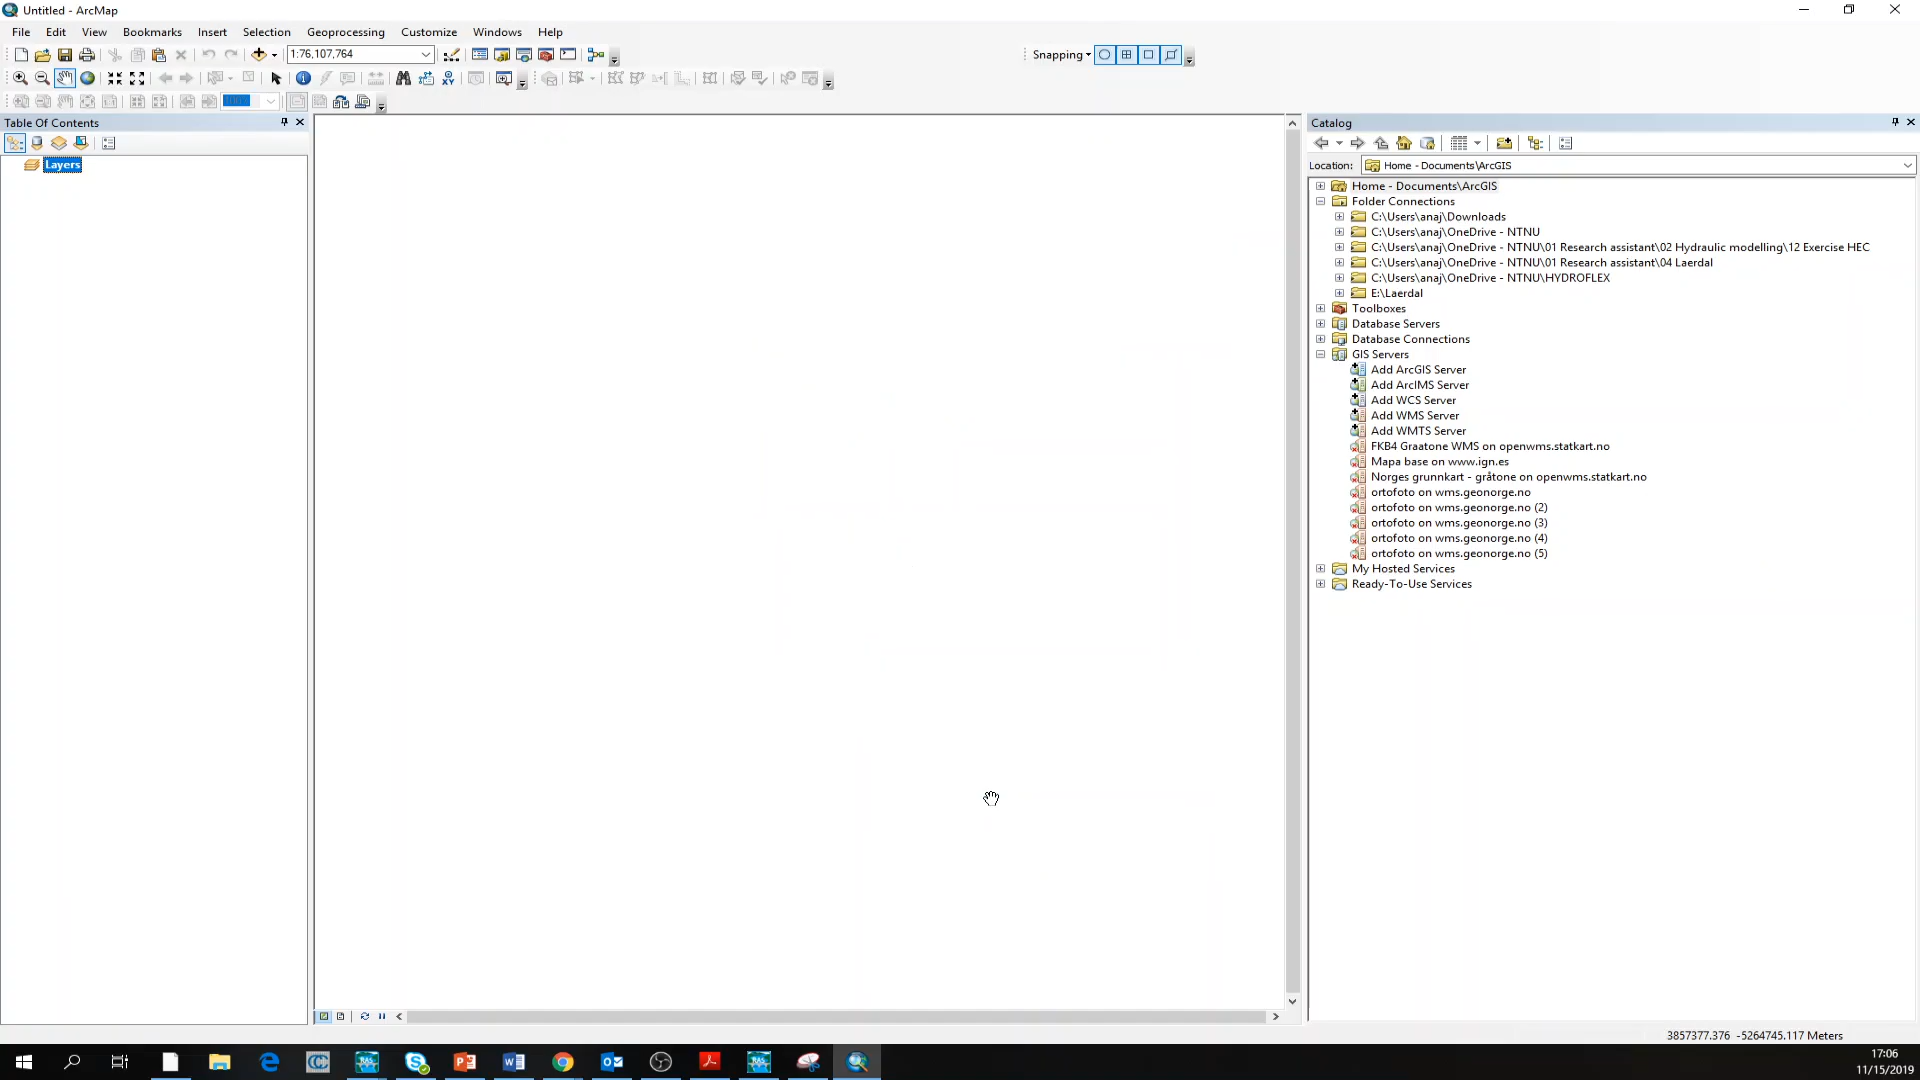 Untitled - ArcMap
File Edit View Bookmarks Insert Selection Geoprocessing Customize Windows Help
1:76,107,764
Snapping
Table Of Contents
Layers
Catalog
Location: Home - Documents\ArcGIS
Home - Documents\ArcGIS
Folder Connections
C:\Users\anaj\Downloads
C:\Users\anaj\OneDrive - NTNU
C:\Users\anaj\OneDrive - NTNU\01 Research assistant\02 Hydraulic modelling\12 Exercise HEC
C:\Users\anaj\OneDrive - NTNU\01 Research assistant\04 Laerdal
C:\Users\anaj\OneDrive - NTNU\HYDROFLEX
E:\Laerdal
Toolboxes
Database Servers
Database Connections
GIS Servers
Add ArcGIS Server
Add ArcIMS Server
Add WCS Server
Add WMS Server
Add WMTS Server
FKB4 Graatone WMS on openwms.statkart.no
Mapa base on www.ign.es
Norges grunnkart - gråtone on openwms.statkart.no
ortofoto on wms.geonorge.no
ortofoto on wms.geonorge.no (2)
ortofoto on wms.geonorge.no (3)
ortofoto on wms.geonorge.no (4)
ortofoto on wms.geonorge.no (5)
My Hosted Services
Ready-To-Use Services
3857377.376 -5264745.117 Meters
17:06
11/15/2019